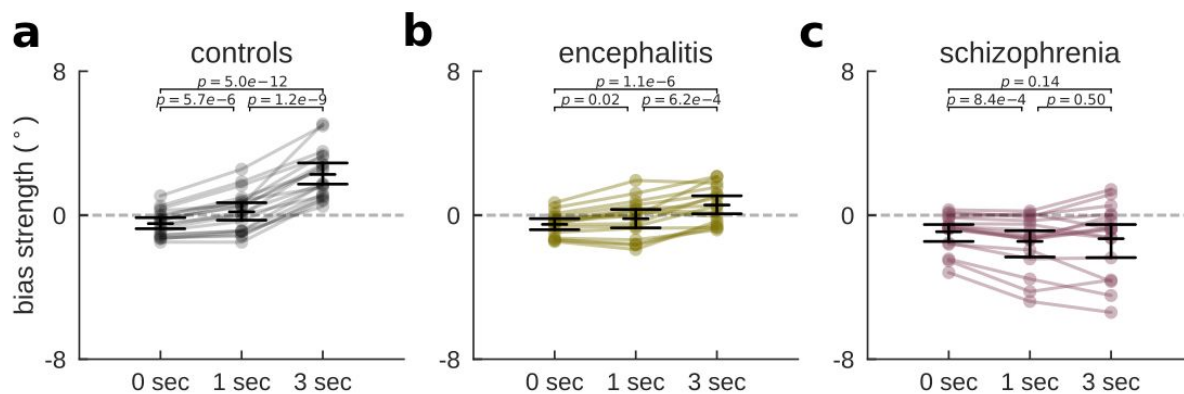 a
controls
8
p = 5.0e−12
p = 5.7e−6
p = 1.2e−9
bias strength (°)
0
-8
0 sec
1 sec
3 sec
b
encephalitis
8
p = 1.1e−6
p = 0.02
p = 6.2e−4
0
-8
0 sec
1 sec
3 sec
c
schizophrenia
8
p = 0.14
p = 8.4e−4
p = 0.50
0
-8
0 sec
1 sec
3 sec